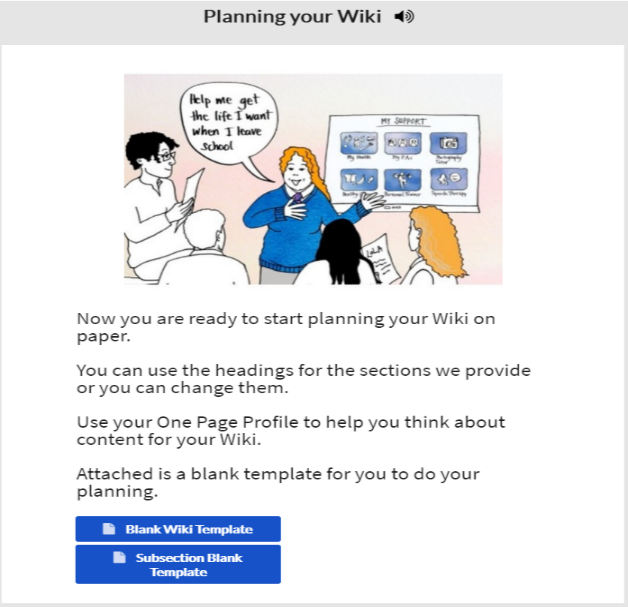 Planning your Wiki
Help me get
the life I want
when I leave
school
MY SUPPORT
My Health
My P.A.s
Photography
Tutor
Personal Trainer
Speech Therapy
LOLA
Now you are ready to start planning your Wiki on
paper.
You can use the headings for the sections we provide
or you can change them.
Use your One Page Profile to help you think about
content for your Wiki.
Attached is a blank template for you to do your
planning.
Blank Wiki Template
Subsection Blank
Template